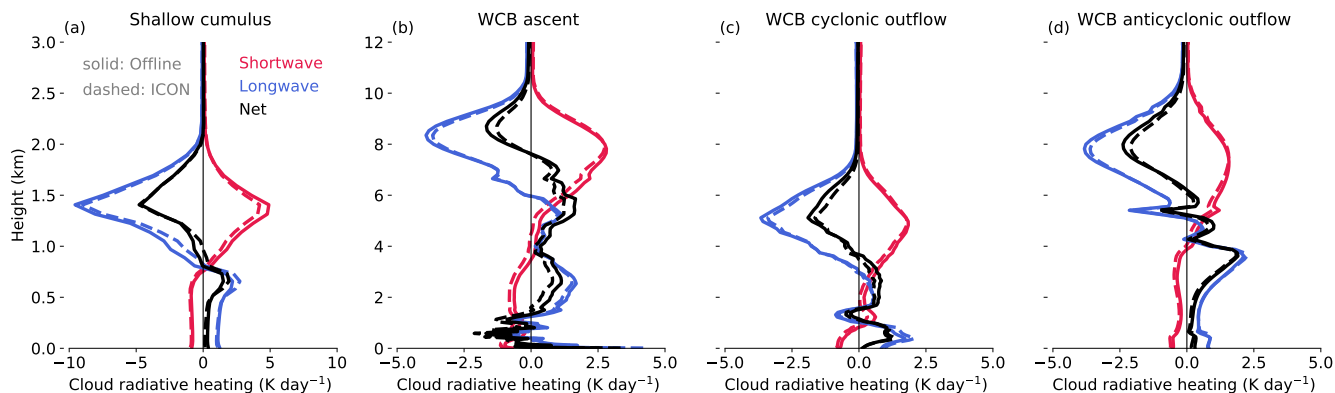 (a)
Shallow cumulus
(b)
WCB ascent
(c)
WCB cyclonic outflow
(d)
WCB anticyclonic outflow
solid: Offline
dashed: ICON
Shortwave
Longwave
Net
Height (km)
3.0
2.5
2.0
1.5
1.0
0.5
0.0
−10
−5
0
5
10
Cloud radiative heating (K day−1)
12
10
8
6
4
2
0
−5.0
−2.5
0.0
2.5
5.0
Cloud radiative heating (K day−1)
−5.0
−2.5
0.0
2.5
5.0
Cloud radiative heating (K day−1)
−5.0
−2.5
0.0
2.5
5.0
Cloud radiative heating (K day−1)